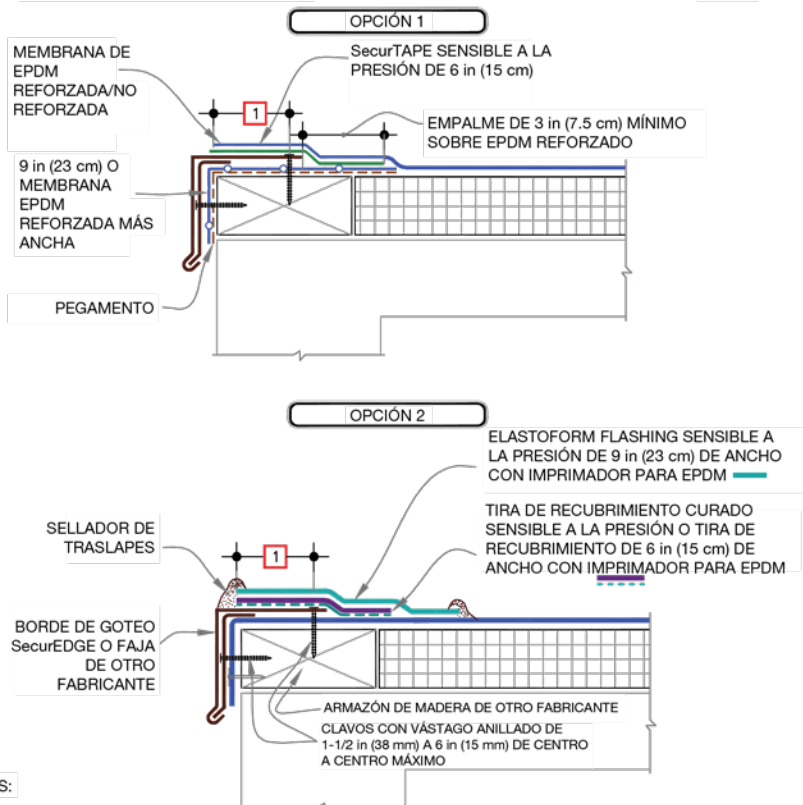 OPCIÓN 1
MEMBRANA DE
EPDM
REFORZADA/NO
REFORZADA
SecurTAPE SENSIBLE A LA
PRESIÓN DE 6 in (15 cm)
1
EMPALME DE 3 in (7.5 cm) MÍNIMO
SOBRE EPDM REFORZADO
9 in (23 cm) O
MEMBRANA
EPDM
REFORZADA MÁS
ANCHA
PEGAMENTO
OPCIÓN 2
ELASTOFORM FLASHING SENSIBLE A
LA PRESIÓN DE 9 in (23 cm) DE ANCHO
CON IMPRIMADOR PARA EPDM
TIRA DE RECUBRIMIENTO CURADO
SENSIBLE A LA PRESIÓN O TIRA DE
RECUBRIMIENTO DE 6 in (15 cm) DE
ANCHO CON IMPRIMADOR PARA EPDM
SELLADOR DE
TRASLAPES
1
BORDE DE GOTEO
SecurEDGE O FAJA
DE OTRO
FABRICANTE
ARMAZÓN DE MADERA DE OTRO FABRICANTE
CLAVOS CON VÁSTAGO ANILLADO DE
1-1/2 in (38 mm) A 6 in (15 mm) DE CENTRO
A CENTRO MÁXIMO
S: